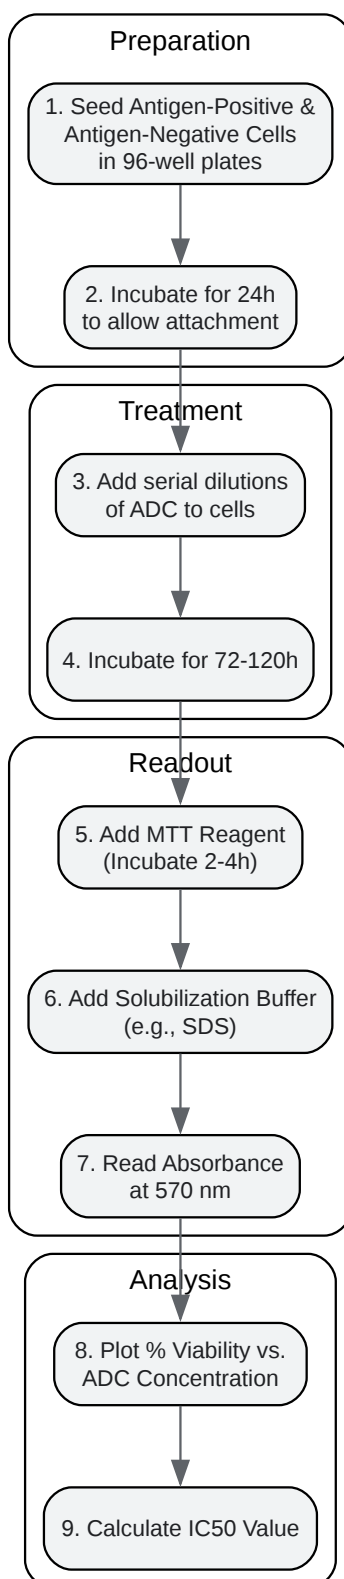 Preparation
1. Seed Antigen-Positive &
Antigen-Negative Cells
in 96-well plates
2. Incubate for 24h
to allow attachment
Treatment
3. Add serial dilutions
of ADC to cells
4. Incubate for 72-120h
Readout
5. Add MTT Reagent
(Incubate 2-4h)
6. Add Solubilization Buffer
(e.g., SDS)
7. Read Absorbance
at 570 nm
Analysis
8. Plot % Viability vs.
ADC Concentration
9. Calculate IC50 Value